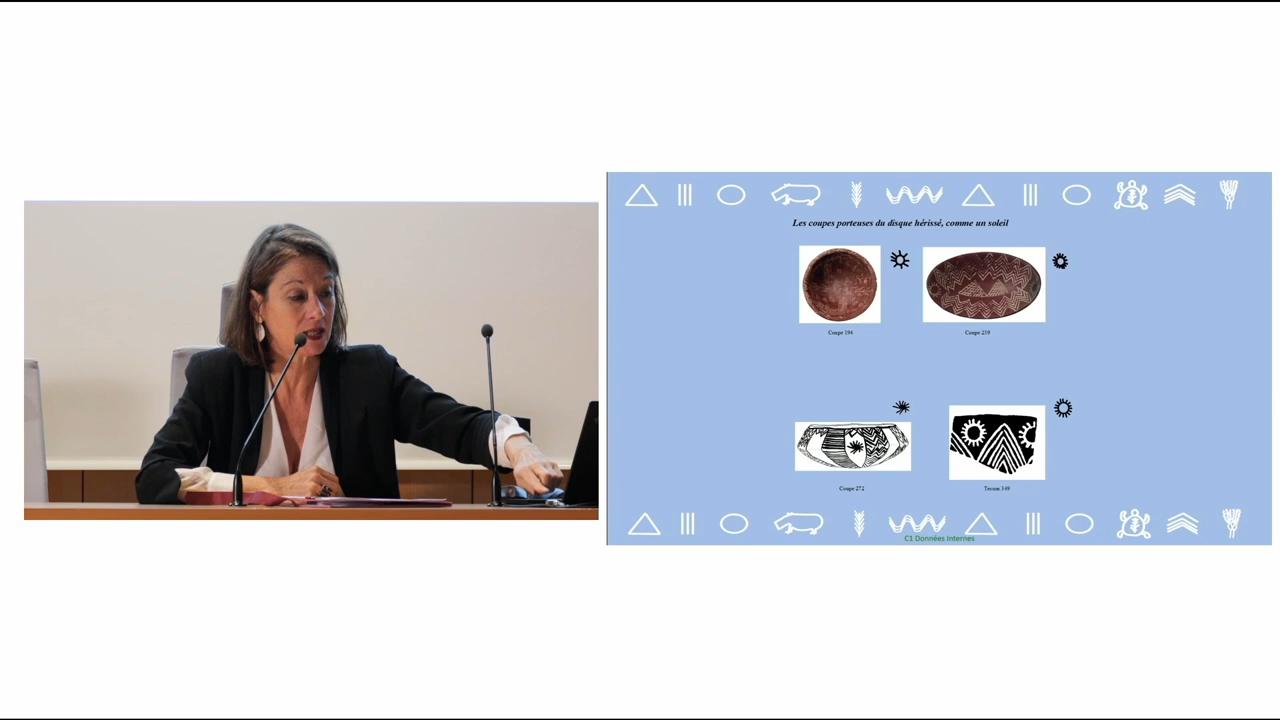 Les coupes porteuses du disque hérissé, comme un soleil
Coupe 194
Coupe 259
Coupe 272
Tesson 349
C1 Données Internes